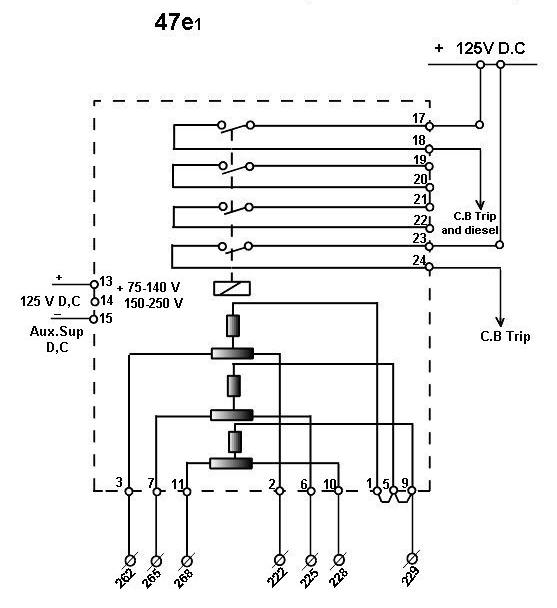 47e1
+ 125V D.C
17
18
19
20
21
C.B Trip
and diesel
22
23
24
+
13
+ 75-140 V
125 V D,C
14
150-250 V
–
15
Aux.Sup
D,C
C.B Trip
3 7 11 2 6 10 1 5 9
262 265 268 222 225 228 229